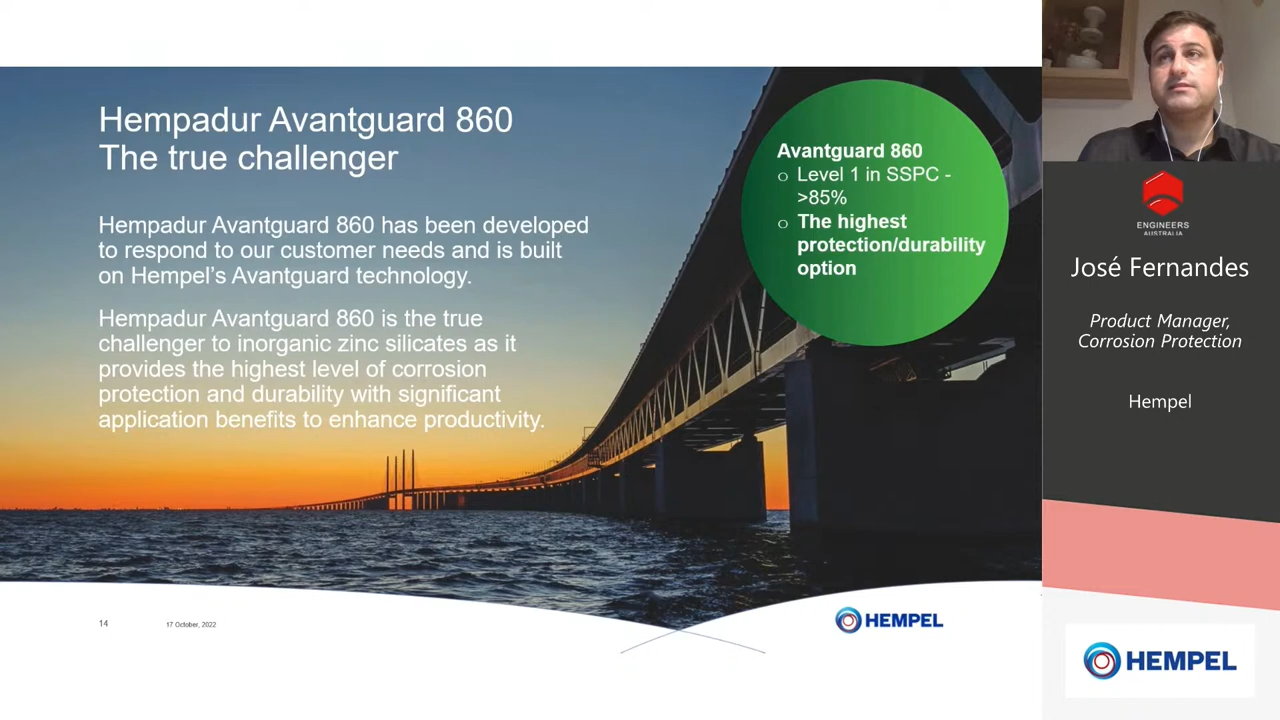 Hempadur Avantguard 860
The true challenger
Hempadur Avantguard 860 has been developed
to respond to our customer needs and is built
on Hempel's Avantguard technology.
Hempadur Avantguard 860 is the true
challenger to inorganic zinc silicates as it
provides the highest level of corrosion
protection and durability with significant
application benefits to enhance productivity.
Avantguard 860
o Level 1 in SSPC -
>85%
o The highest
protection/durability
option
14
17 October, 2022
HEMPEL
ENGINEERS
AUSTRALIA
José Fernandes
Product Manager,
Corrosion Protection
Hempel
HEMPEL